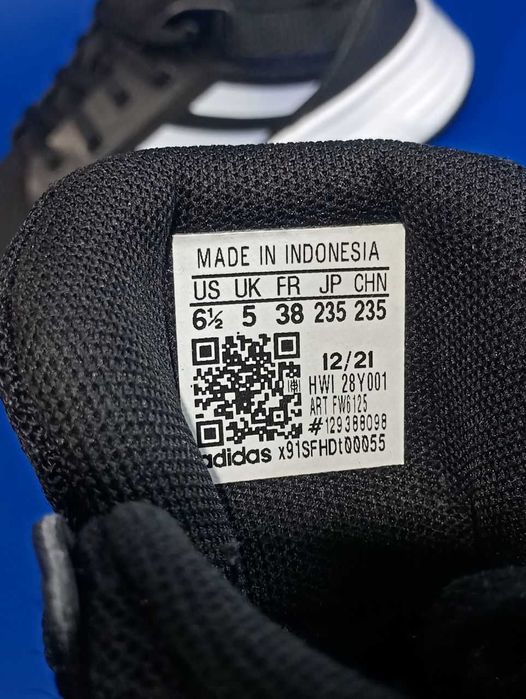 MADE IN INDONESIA
US UK FR JP CHN
6½ 5 38 235 235
12/21
HWI 28Y001
ART FW6125
#129388098
adidas x91SFHDt00055